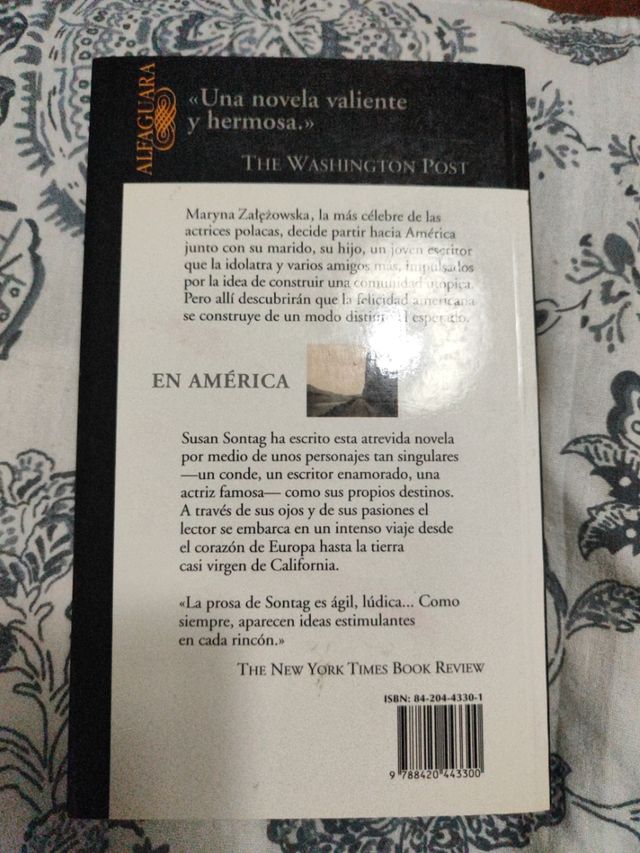 ALFAGUARA
«Una novela valiente
y hermosa.»
THE WASHINGTON POST
Maryna Zalężowska, la más célebre de las
actrices polacas, decide partir hacia América
junto con su marido, su hijo, un joven escritor
que la idolatra y varios amigos más, impulsados
por la idea de construir una comunidad utópica.
Pero allí descubrirán que la felicidad americana
se construye de un modo distinto al esperado.
EN AMÉRICA
Susan Sontag ha escrito esta atrevida novela
por medio de unos personajes tan singulares
—un conde, un escritor enamorado, una
actriz famosa— como sus propios destinos.
A través de sus ojos y de sus pasiones el
lector se embarca en un intenso viaje desde
el corazón de Europa hasta la tierra
casi virgen de California.
«La prosa de Sontag es ágil, lúdica... Como
siempre, aparecen ideas estimulantes
en cada rincón.»
THE NEW YORK TIMES BOOK REVIEW
ISBN: 84-204-4330-1
9 788420 443300